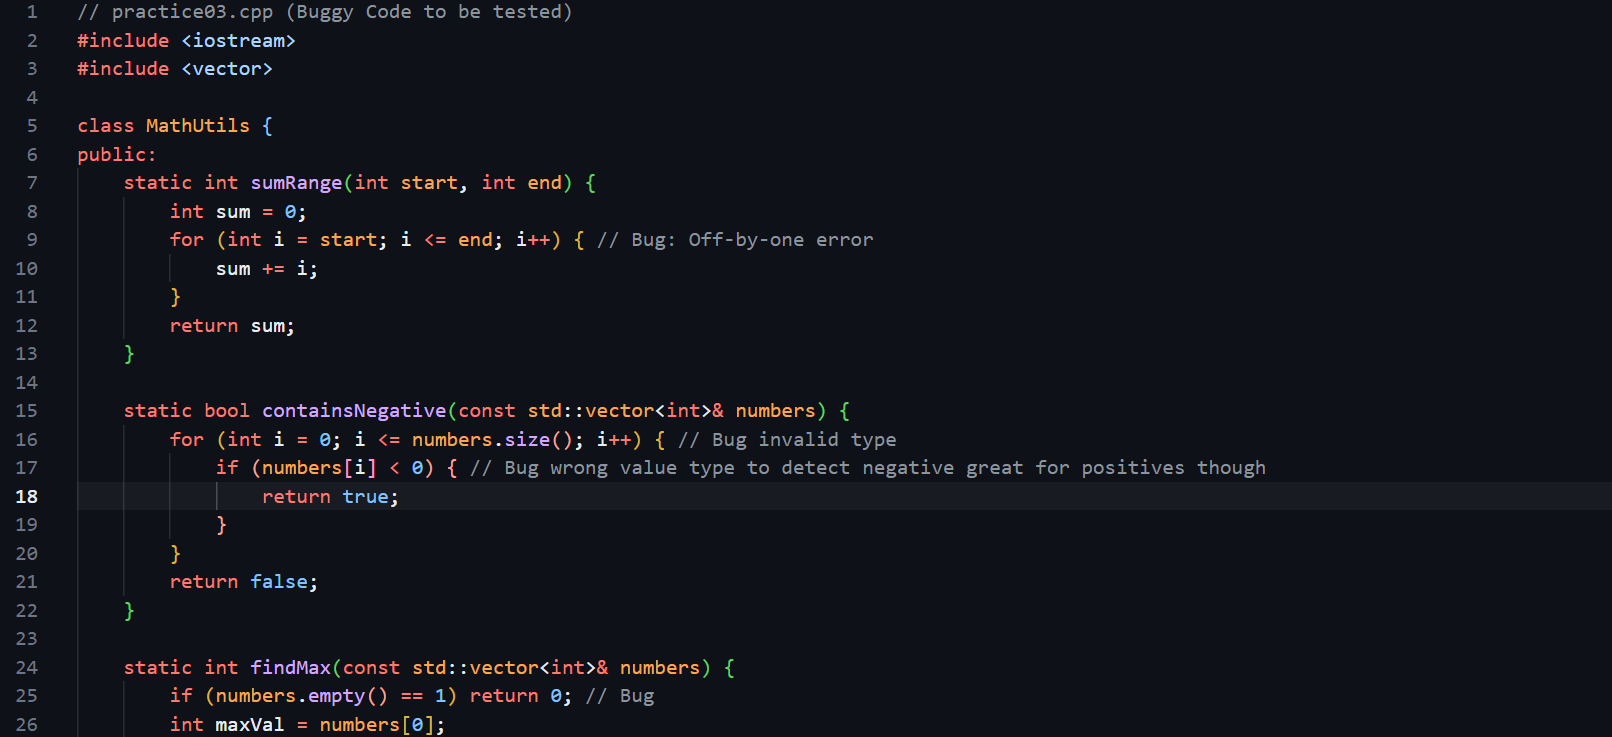 1 // practice03.cpp (Buggy Code to be tested)
2 #include <iostream>
3 #include <vector>
4
5 class MathUtils {
6 public:
7     static int sumRange(int start, int end) {
8         int sum = 0;
9         for (int i = start; i <= end; i++) { // Bug: Off-by-one error
10             sum += i;
11         }
12         return sum;
13     }
14
15     static bool containsNegative(const std::vector<int>& numbers) {
16         for (int i = 0; i <= numbers.size(); i++) { // Bug invalid type
17             if (numbers[i] < 0) { // Bug wrong value type to detect negative great for positives though
18                 return true;
19             }
20         }
21         return false;
22     }
23
24     static int findMax(const std::vector<int>& numbers) {
25         if (numbers.empty() == 1) return 0; // Bug
26         int maxVal = numbers[0];